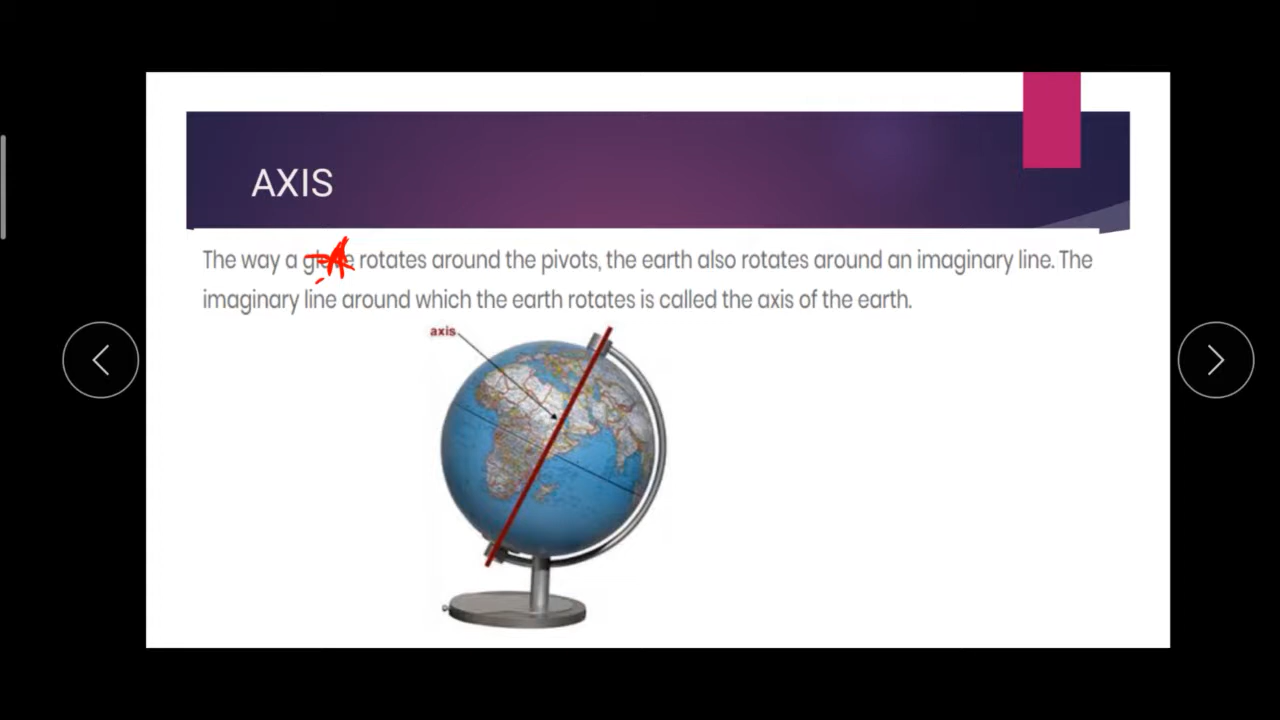 AXIS
The way a globe rotates around the pivots, the earth also rotates around an imaginary line. The
imaginary line around which the earth rotates is called the axis of the earth.
axis